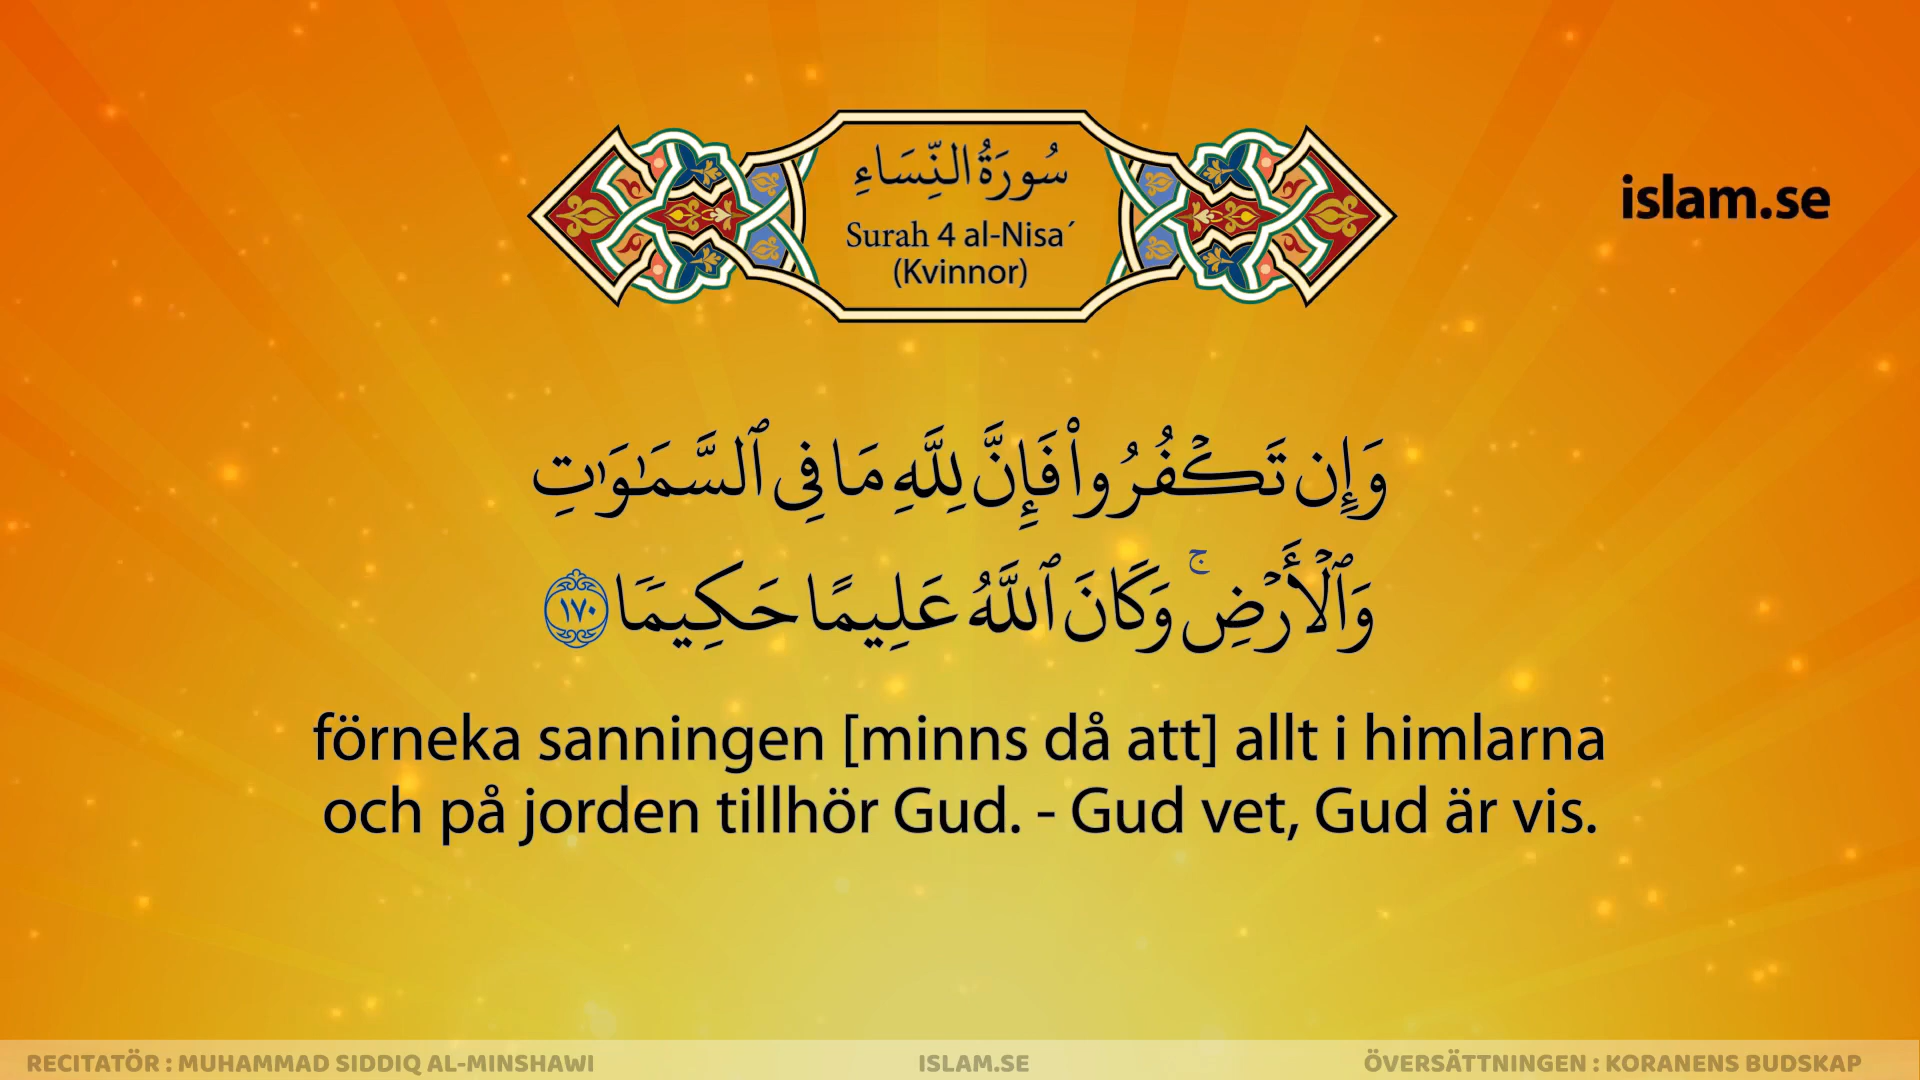 سُورَةُ النِّسَاءِ
Surah 4 al-Nisa´
(Kvinnor)
islam.se
وَإِن تَكۡفُرُواْ فَإِنَّ لِلَّهِ مَا فِي ٱلسَّمَٰوَٰتِ
وَٱلۡأَرۡضِۚ وَكَانَ ٱللَّهُ عَلِيمًا حَكِيمٗا ١٧٠
förneka sanningen [minns då att] allt i himlarna
och på jorden tillhör Gud. - Gud vet, Gud är vis.
RECITATÖR : MUHAMMAD SIDDIQ AL-MINSHAWI
ISLAM.SE
ÖVERSÄTTNINGEN : KORANENS BUDSKAP